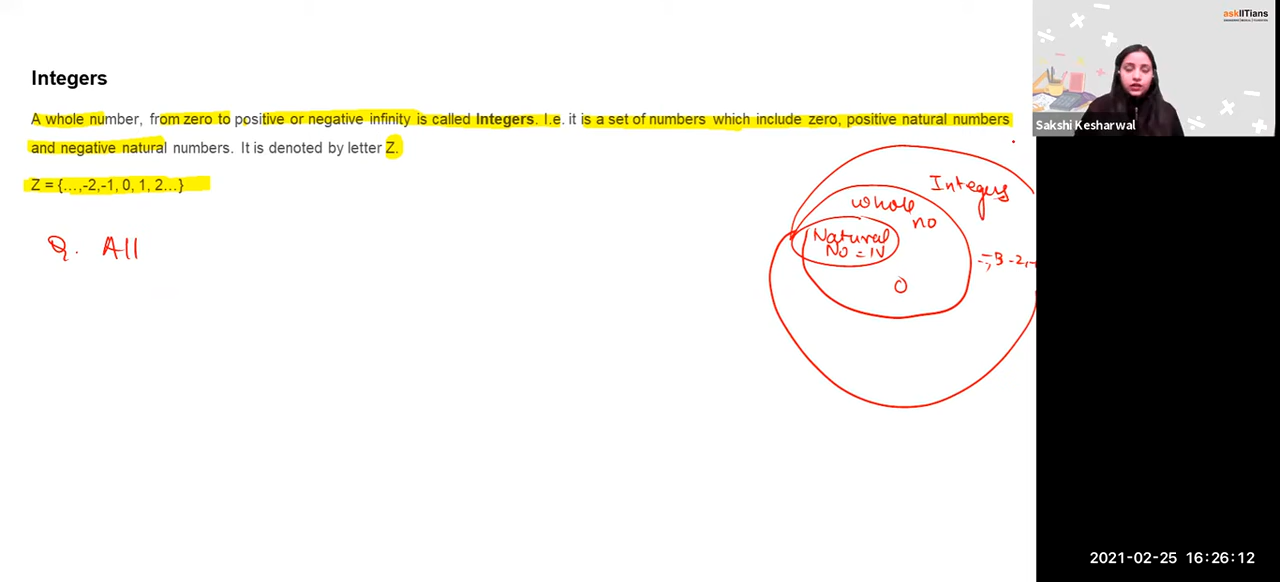 askIITians
Integers
A whole number, from zero to positive or negative infinity is called Integers. I.e. it is a set of numbers which include zero, positive natural numbers
and negative natural numbers. It is denoted by letter Z.
Z = {…,-2,-1, 0, 1, 2…}
Q. All
Integers
whole
no
Natural
No = N
0
-3 -2, -
Sakshi Kesharwal
2021-02-25 16:26:12